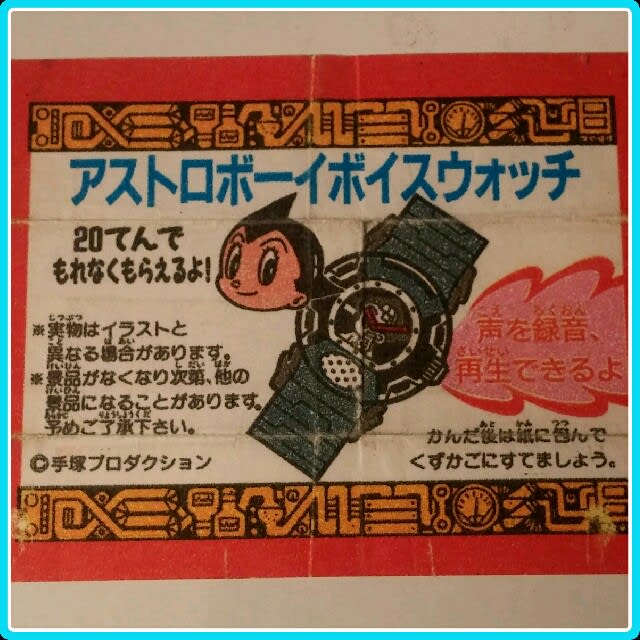 アストロボーイボイスウォッチ
20てんで
もれなくもらえるよ!
※実物はイラストと
異なる場合があります。
※景品がなくなり次第、他の
景品になることがあります。
予めご了承下さい。
©手塚プロダクション
声を録音、
再生できるよ
かんだ後は紙に包んで
くずかごにすてましょう。